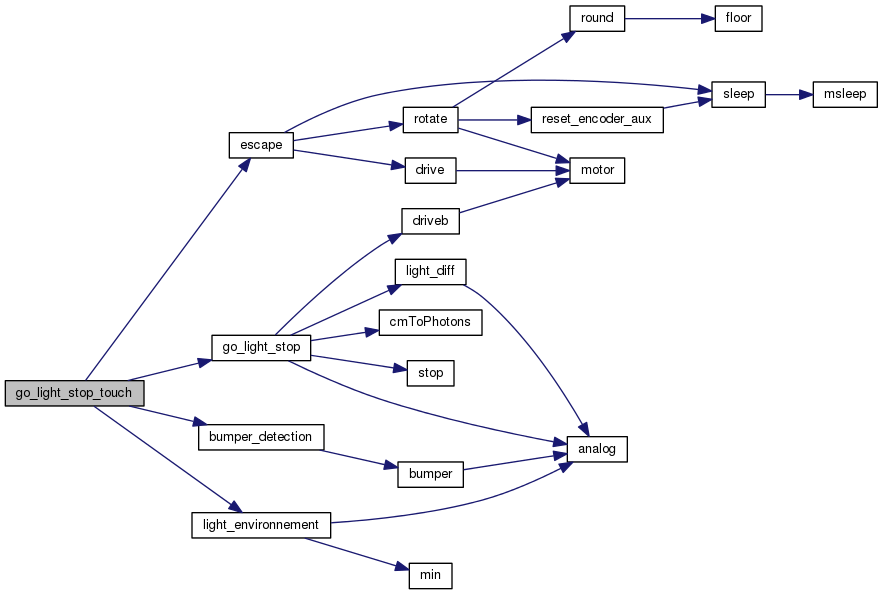 round
floor
sleep
msleep
rotate
reset_encoder_aux
escape
drive
motor
driveb
light_diff
cmToPhotons
go_light_stop
stop
go_light_stop_touch
bumper_detection
analog
bumper
light_environnement
min